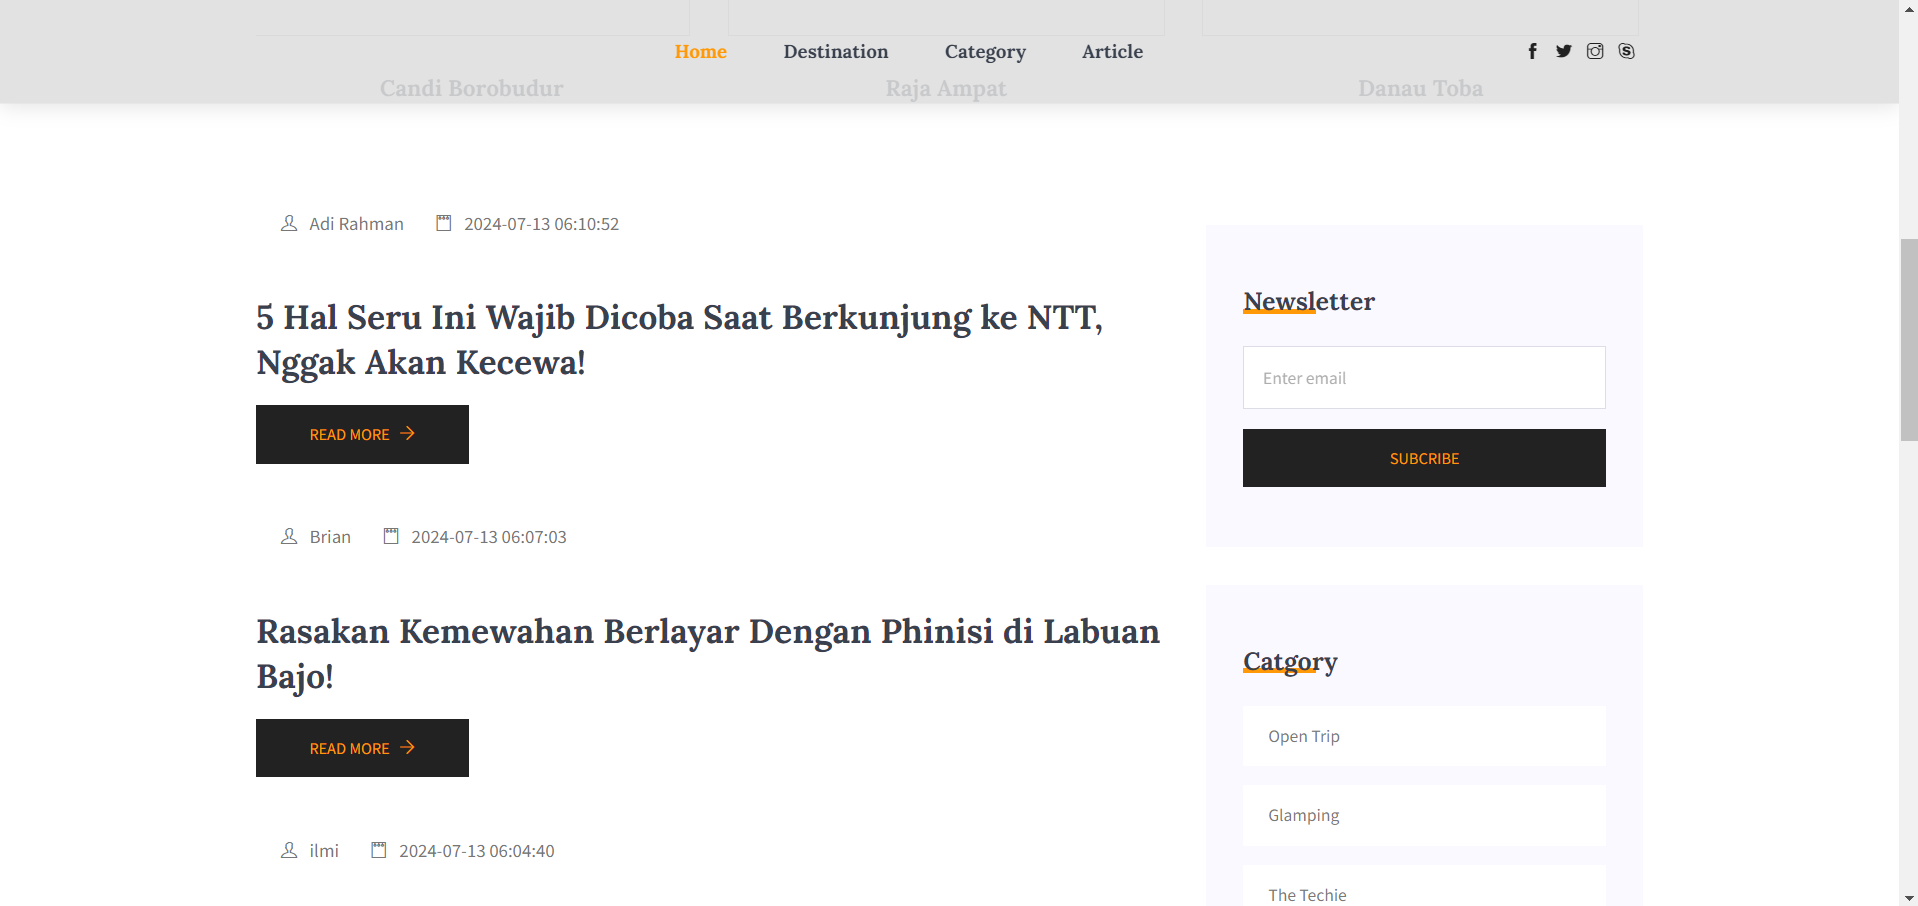 Home Destination Category Article
Candi Borobudur Raja Ampat Danau Toba
Adi Rahman 2024-07-13 06:10:52
5 Hal Seru Ini Wajib Dicoba Saat Berkunjung ke NTT,
Nggak Akan Kecewa!
READ MORE
Brian 2024-07-13 06:07:03
Rasakan Kemewahan Berlayar Dengan Phinisi di Labuan
Bajo!
READ MORE
ilmi 2024-07-13 06:04:40
Newsletter
Enter email
SUBCRIBE
Catgory
Open Trip
Glamping
The Techie